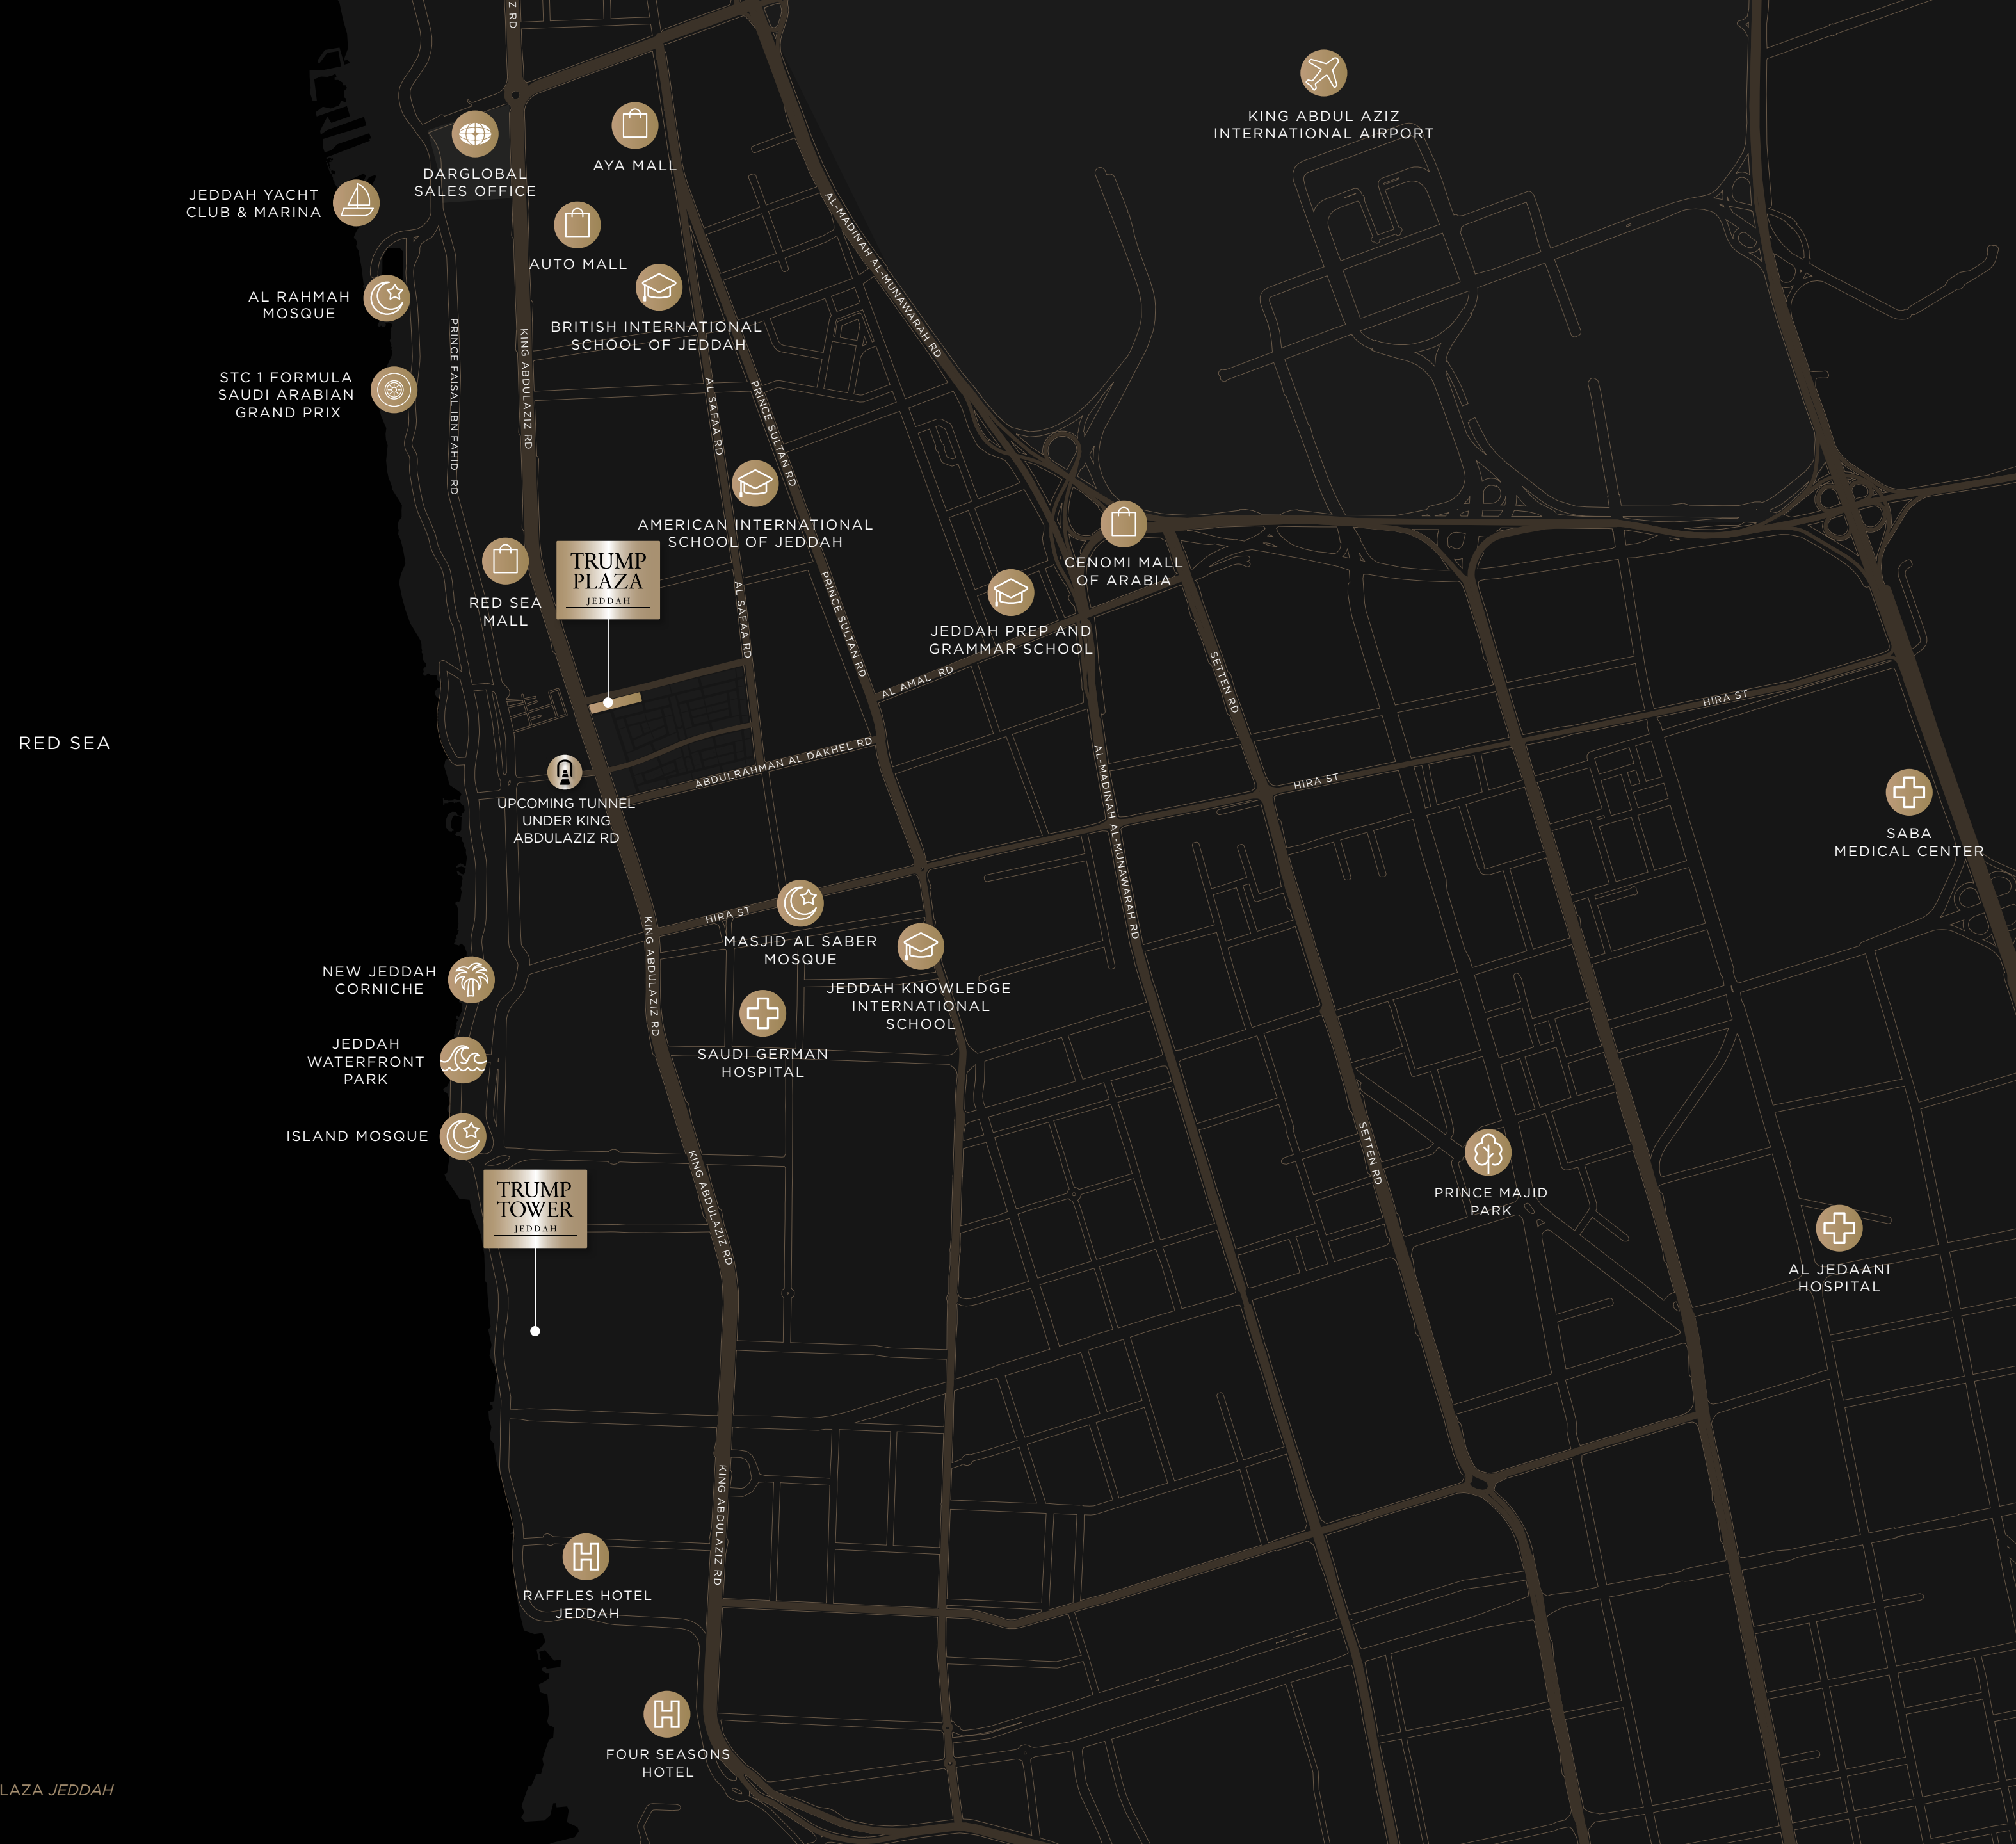 Z RD
KING ABDUL AZIZ
INTERNATIONAL AIRPORT
AYA MALL
DARGLOBAL
SALES OFFICE
JEDDAH YACHT
CLUB & MARINA
AUTO MALL
AL-MADINAH AL-MUNAWARAH RD
AL RAHMAH
MOSQUE
BRITISH INTERNATIONAL
SCHOOL OF JEDDAH
PRINCE FAISAL IBN FAHID RD
KING ABDULAZIZ RD
STC 1 FORMULA
SAUDI ARABIAN
GRAND PRIX
AL SAFAA RD
PRINCE SULTAN RD
AMERICAN INTERNATIONAL
SCHOOL OF JEDDAH
TRUMP
PLAZA
JEDDAH
CENOMI MALL
OF ARABIA
RED SEA
MALL
AL SAFAA RD
PRINCE SULTAN RD
JEDDAH PREP AND
GRAMMAR SCHOOL
AL AMAL RD
SETTEN RD
HIRA ST
RED SEA
ABDULRAHMAN AL DAKHEL RD
AL-MADINAH AL-MUNAWARAH RD
HIRA ST
UPCOMING TUNNEL
UNDER KING
ABDULAZIZ RD
SABA
MEDICAL CENTER
HIRA ST
KING ABDULAZIZ RD
MASJID AL SABER
MOSQUE
NEW JEDDAH
CORNICHE
JEDDAH KNOWLEDGE
INTERNATIONAL
SCHOOL
JEDDAH
WATERFRONT
PARK
SAUDI GERMAN
HOSPITAL
ISLAND MOSQUE
KING ABDULAZIZ RD
SETTEN RD
TRUMP
TOWER
JEDDAH
PRINCE MAJID
PARK
AL JEDAANI
HOSPITAL
KING ABDULAZIZ RD
RAFFLES HOTEL
JEDDAH
FOUR SEASONS
HOTEL
LAZA JEDDAH